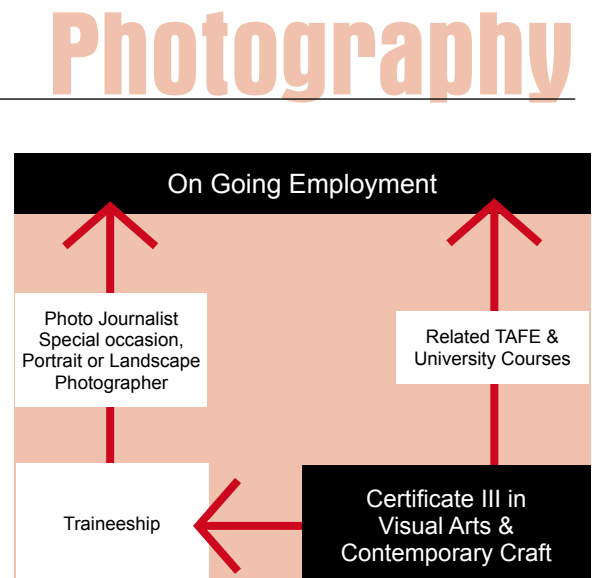 Photography
On Going Employment
Photo Journalist
Special occasion,
Portrait or Landscape
Photographer
Related TAFE &
University Courses
Traineeship
Certificate III in
Visual Arts &
Contemporary Craft